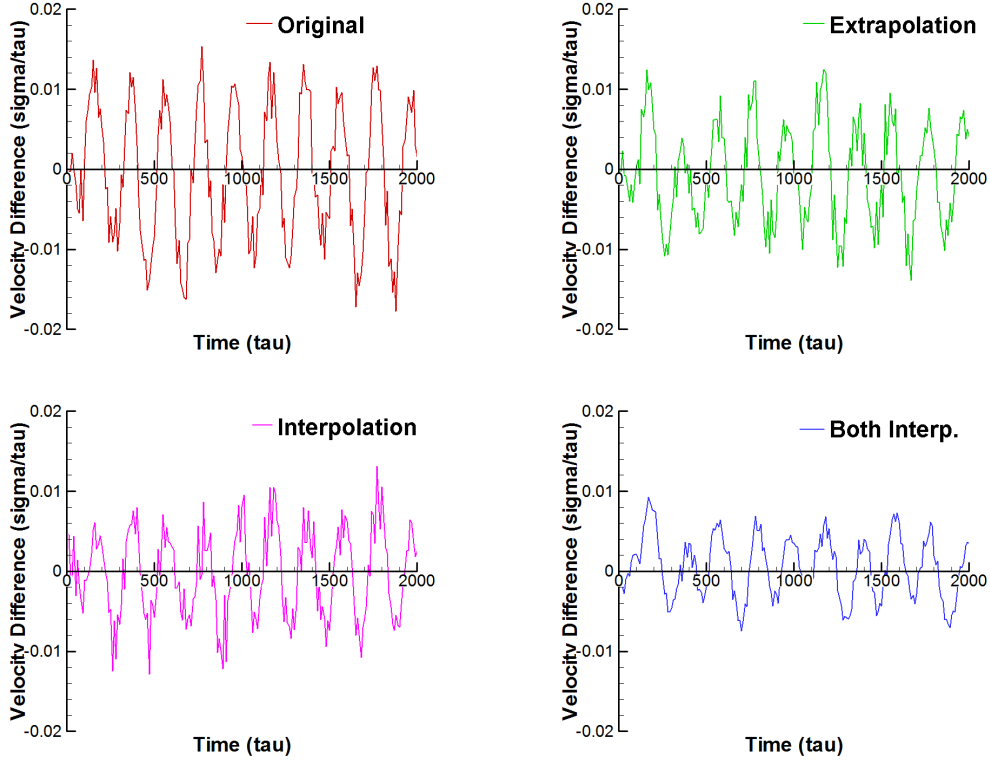 Original
Velocity Difference (sigma/tau)
0.02
0.01
0
-0.01
-0.02
0 500 1000 1500 2000
Time (tau)
Extrapolation
Velocity Difference (sigma/tau)
0.02
0.01
0
-0.01
-0.02
0 500 1000 1500 2000
Time (tau)
Interpolation
Velocity Difference (sigma/tau)
0.02
0.01
0
-0.01
-0.02
0 500 1000 1500 2000
Time (tau)
Both Interp.
Velocity Difference (sigma/tau)
0.02
0.01
0
-0.01
-0.02
0 500 1000 1500 2000
Time (tau)